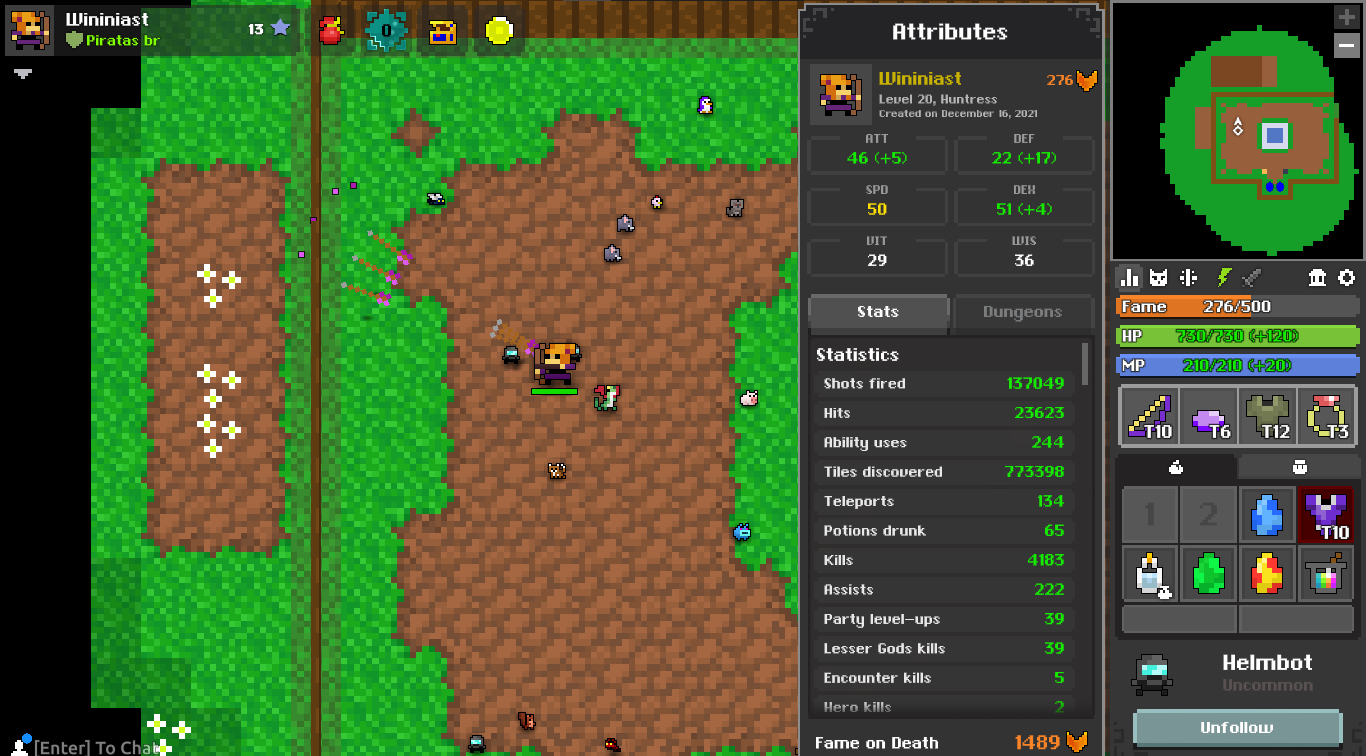 Wininiast
Piratas br
13
0
[Enter] To Chat
Attributes
Wininiast
276
Level 20, Huntress
Created on December 16, 2021
ATT
46 (+5)
DEF
22 (+17)
SPD
50
DEX
51 (+4)
VIT
29
WIS
36
Stats
Dungeons
Statistics
Shots fired 137049
Hits 23623
Ability uses 244
Tiles discovered 773398
Teleports 134
Potions drunk 65
Kills 4183
Assists 222
Party level-ups 39
Lesser Gods kills 39
Encounter kills 5
Hero kills 2
Fame on Death 1489
Fame 276/500
HP 730/730 (+120)
MP 210/210 (+20)
T10 T6 T12 T3
1 2 T10
Helmbot
Uncommon
Unfollow